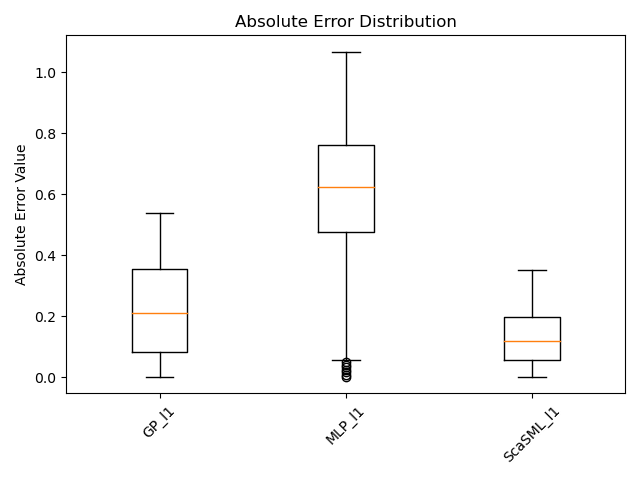 Absolute Error Distribution
Absolute Error Value
1.0
0.8
0.6
0.4
0.2
0.0
GP_l1
MLP_l1
ScaSML_l1